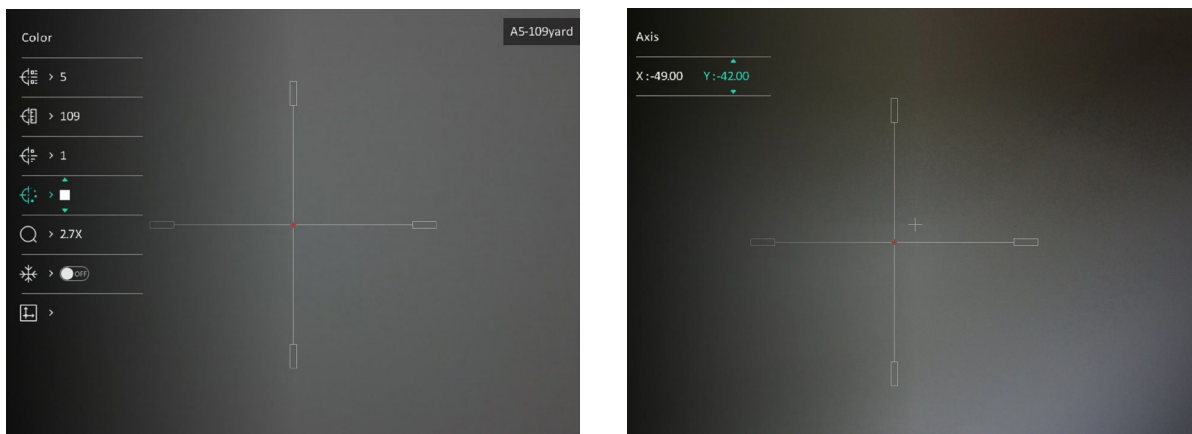 Color
A5-109yard
> 5
> 109
> 1
>
> 2.7X
> OFF
>
Axis
X :-49.00 Y :-42.00